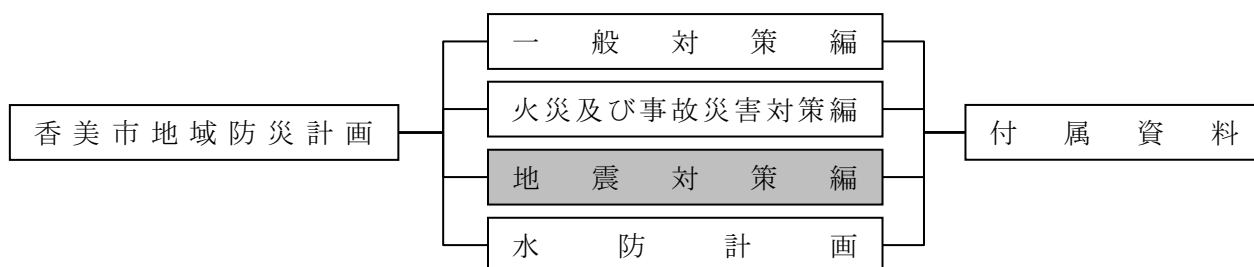 香美市地域防災計画
一般対策編
火災及び事故災害対策編
地震対策編
水防計画
付属資料